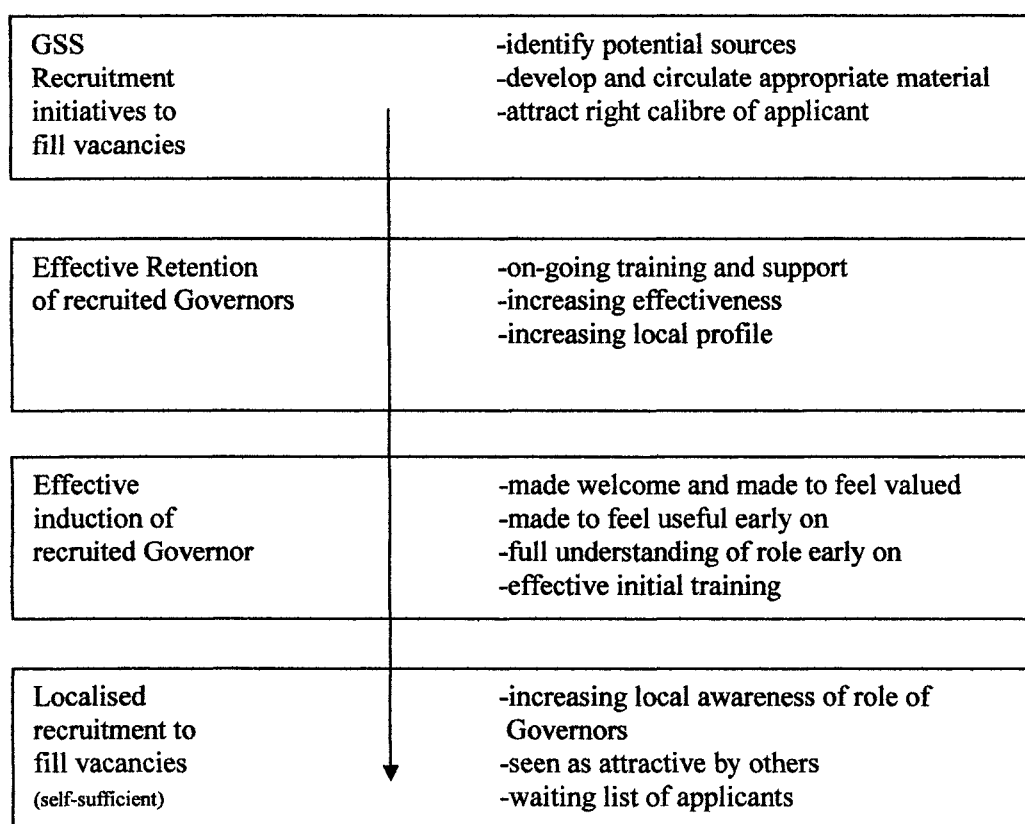 GSS
Recruitment
initiatives to
fill vacancies
-identify potential sources
-develop and circulate appropriate material
-attract right calibre of applicant
Effective Retention
of recruited Governors
-on-going training and support
-increasing effectiveness
-increasing local profile
Effective
induction of
recruited Governor
-made welcome and made to feel valued
-made to feel useful early on
-full understanding of role early on
-effective initial training
Localised
recruitment to
fill vacancies
(self-sufficient)
-increasing local awareness of role of
Governors
-seen as attractive by others
-waiting list of applicants